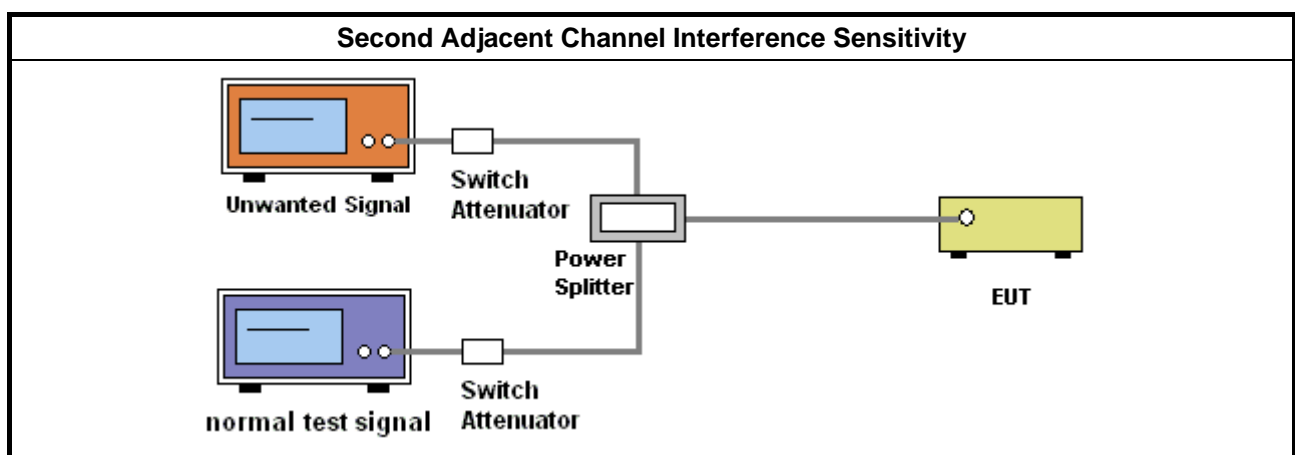 Second Adjacent Channel Interference Sensitivity
Unwanted Signal
Switch
Attenuator
Power
Splitter
EUT
normal test signal
Switch
Attenuator